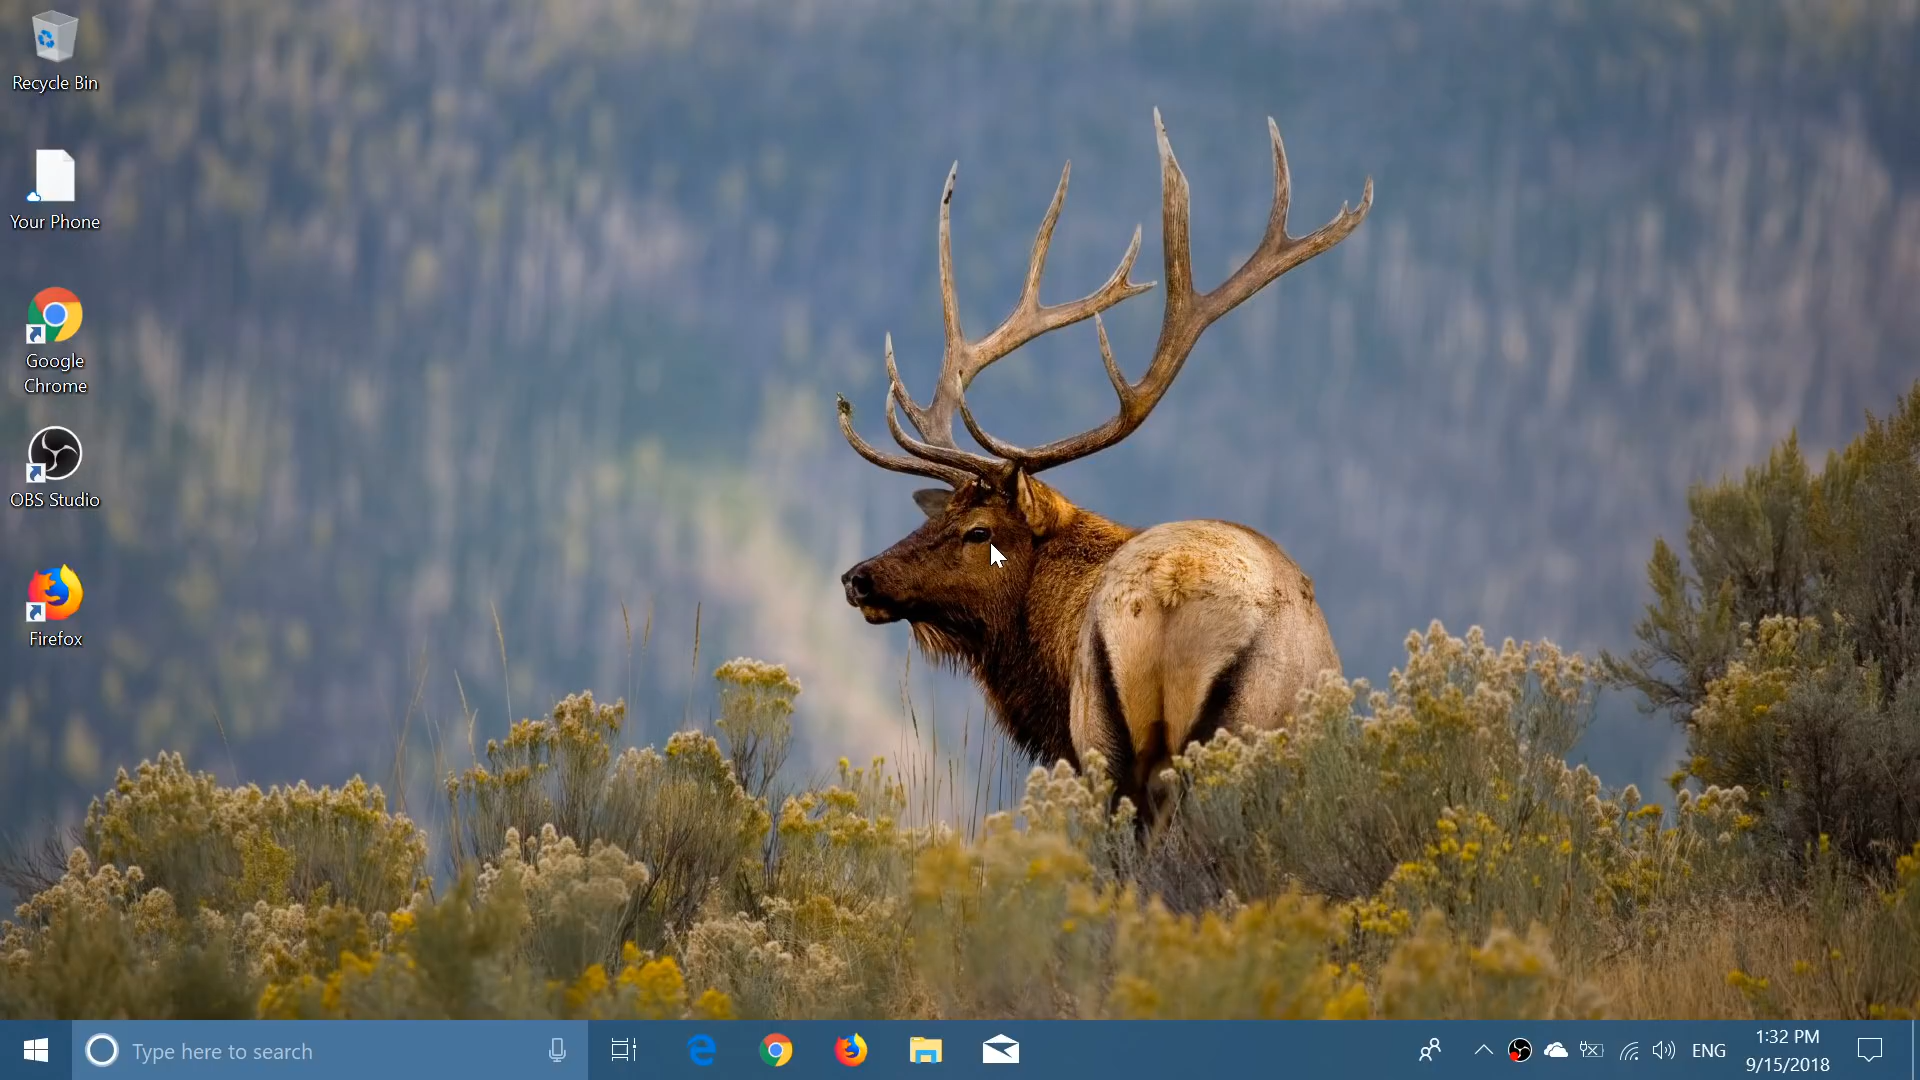 Recycle Bin
Your Phone
Google
Chrome
OBS Studio
Firefox
Type here to search
ENG
1:32 PM
9/15/2018